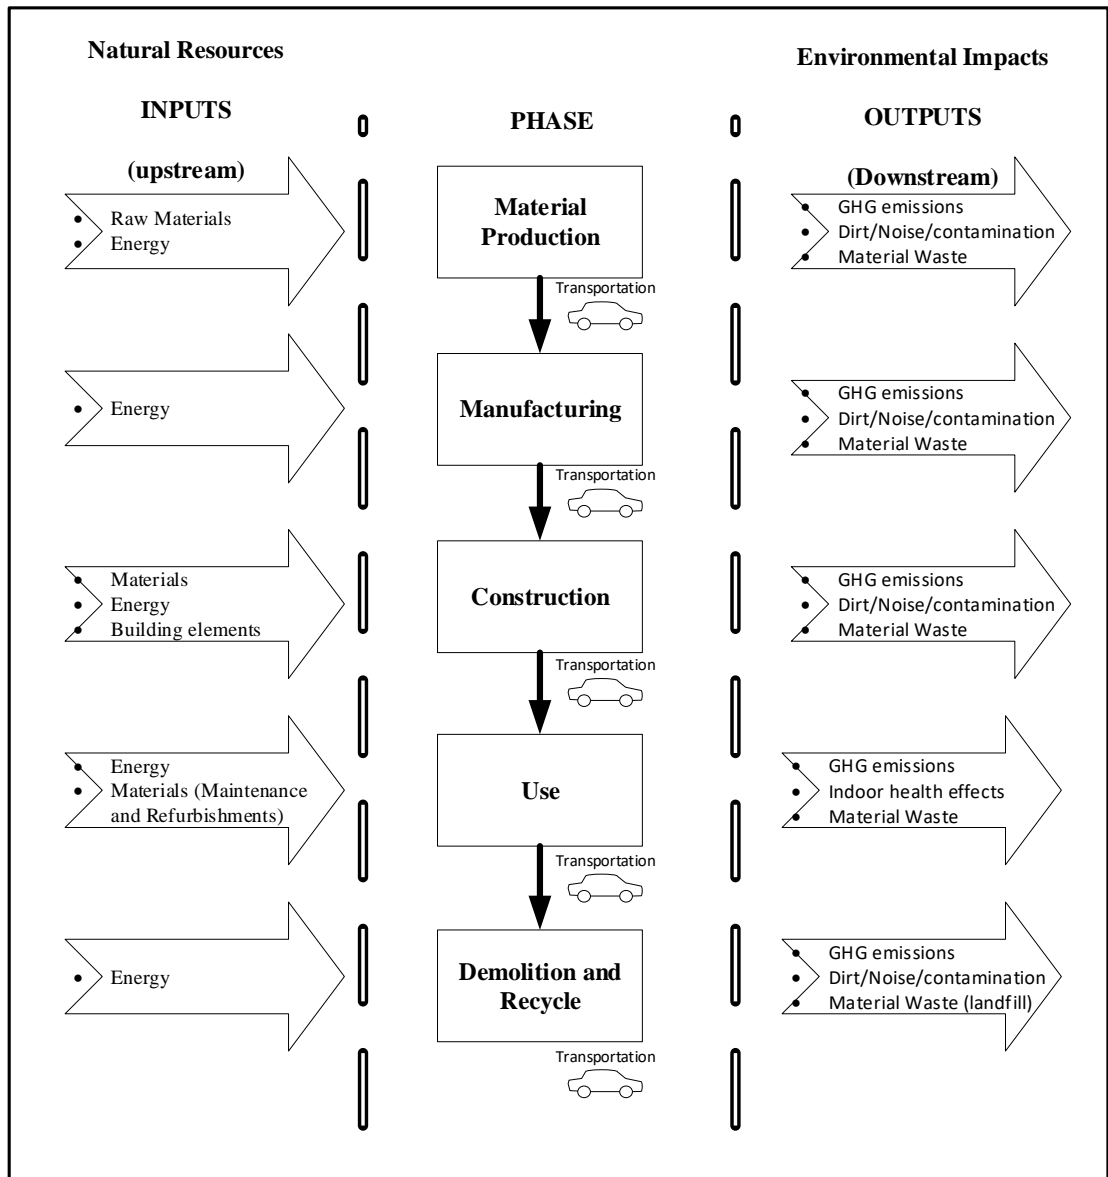 Natural Resources
Environmental Impacts
INPUTS
PHASE
OUTPUTS
(upstream)
(Downstream)
Raw Materials
Energy
Material
Production
GHG emissions
Dirt/Noise/contamination
Material Waste
Transportation
Energy
Manufacturing
GHG emissions
Dirt/Noise/contamination
Material Waste
Transportation
Materials
Energy
Building elements
Construction
GHG emissions
Dirt/Noise/contamination
Material Waste
Transportation
Energy
Materials (Maintenance
and Refurbishments)
Use
GHG emissions
Indoor health effects
Material Waste
Transportation
Energy
Demolition and
Recycle
GHG emissions
Dirt/Noise/contamination
Material Waste (landfill)
Transportation